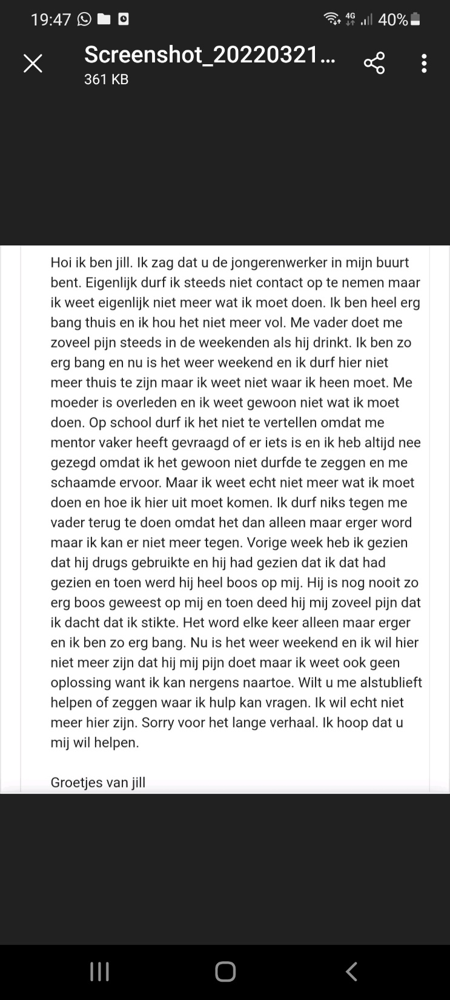 19:47 4G 40%
Screenshot_20220321...
361 KB
Hoi ik ben jill. Ik zag dat u de jongerenwerker in mijn buurt
bent. Eigenlijk durf ik steeds niet contact op te nemen maar
ik weet eigenlijk niet meer wat ik moet doen. Ik ben heel erg
bang thuis en ik hou het niet meer vol. Me vader doet me
zoveel pijn steeds in de weekenden als hij drinkt. Ik ben zo
erg bang en nu is het weer weekend en ik durf hier niet
meer thuis te zijn maar ik weet niet waar ik heen moet. Me
moeder is overleden en ik weet gewoon niet wat ik moet
doen. Op school durf ik het niet te vertellen omdat me
mentor vaker heeft gevraagd of er iets is en ik heb altijd nee
gezegd omdat ik het gewoon niet durfde te zeggen en me
schaamde ervoor. Maar ik weet echt niet meer wat ik moet
doen en hoe ik hier uit moet komen. Ik durf niks tegen me
vader terug te doen omdat het dan alleen maar erger word
maar ik kan er niet meer tegen. Vorige week heb ik gezien
dat hij drugs gebruikte en hij had gezien dat ik dat had
gezien en toen werd hij heel boos op mij. Hij is nog nooit zo
erg boos geweest op mij en toen deed hij mij zoveel pijn dat
ik dacht dat ik stikte. Het word elke keer alleen maar erger
en ik ben zo erg bang. Nu is het weer weekend en ik wil hier
niet meer zijn dat hij mij pijn doet maar ik weet ook geen
oplossing want ik kan nergens naartoe. Wilt u me alstublieft
helpen of zeggen waar ik hulp kan vragen. Ik wil echt niet
meer hier zijn. Sorry voor het lange verhaal. Ik hoop dat u
mij wil helpen.
Groetjes van jill